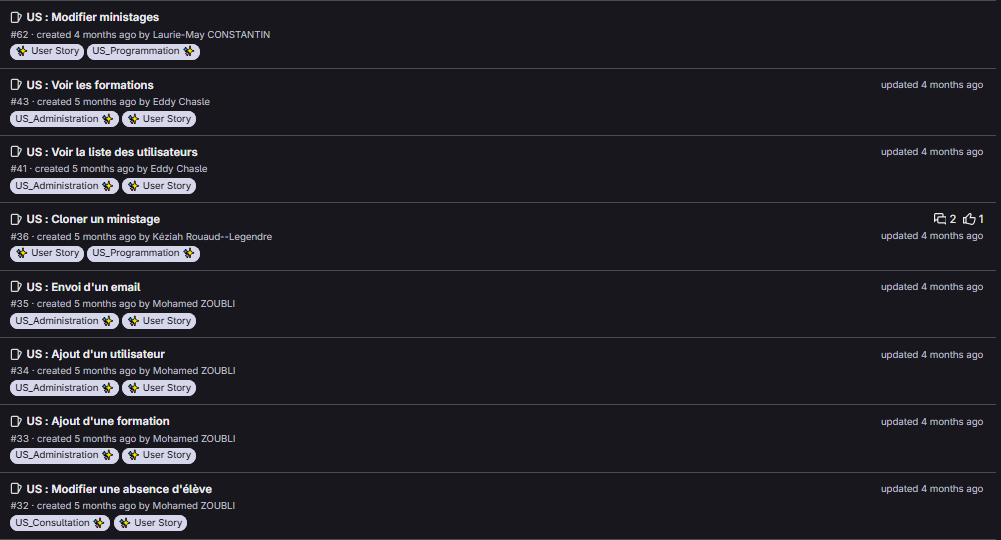 US : Modifier ministages
#62 · created 4 months ago by Laurie-May CONSTANTIN
✨ User Story US_Programmation ✨
US : Voir les formations
updated 4 months ago
#43 · created 5 months ago by Eddy Chasle
US_Administration ✨ ✨ User Story
US : Voir la liste des utilisateurs
updated 4 months ago
#41 · created 5 months ago by Eddy Chasle
US_Administration ✨ ✨ User Story
US : Cloner un ministage
2 1
#36 · created 5 months ago by Kéziah Rouaud--Legendre
updated 4 months ago
✨ User Story US_Programmation ✨
US : Envoi d'un email
updated 4 months ago
#35 · created 5 months ago by Mohamed ZOUBLI
US_Administration ✨ ✨ User Story
US : Ajout d'un utilisateur
updated 4 months ago
#34 · created 5 months ago by Mohamed ZOUBLI
US_Administration ✨ ✨ User Story
US : Ajout d'une formation
updated 4 months ago
#33 · created 5 months ago by Mohamed ZOUBLI
US_Administration ✨ ✨ User Story
US : Modifier une absence d'élève
updated 4 months ago
#32 · created 5 months ago by Mohamed ZOUBLI
US_Consultation ✨ ✨ User Story